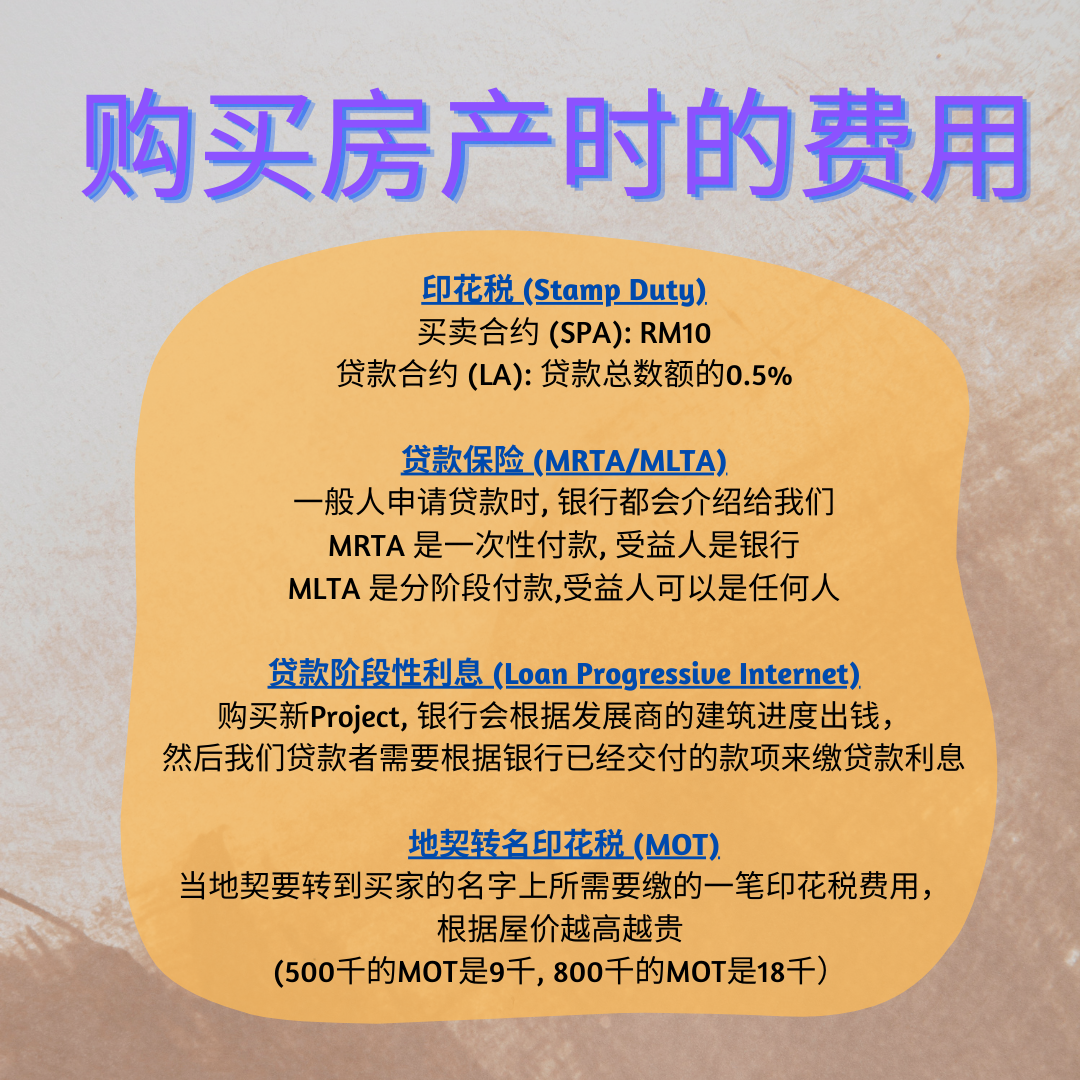 购买房产时的费用
印花税 (Stamp Duty)
买卖合约 (SPA): RM10
贷款合约 (LA): 贷款总数额的0.5%
贷款保险 (MRTA/MLTA)
一般人申请贷款时, 银行都会介绍给我们
MRTA 是一次性付款, 受益人是银行
MLTA 是分阶段付款,受益人可以是任何人
贷款阶段性利息 (Loan Progressive Internet)
购买新Project, 银行会根据发展商的建筑进度出钱，
然后我们贷款者需要根据银行已经交付的款项来缴贷款利息
地契转名印花税 (MOT)
当地契要转到买家的名字上所需要缴的一笔印花税费用，
根据屋价越高越贵
(500千的MOT是9千, 800千的MOT是18千）